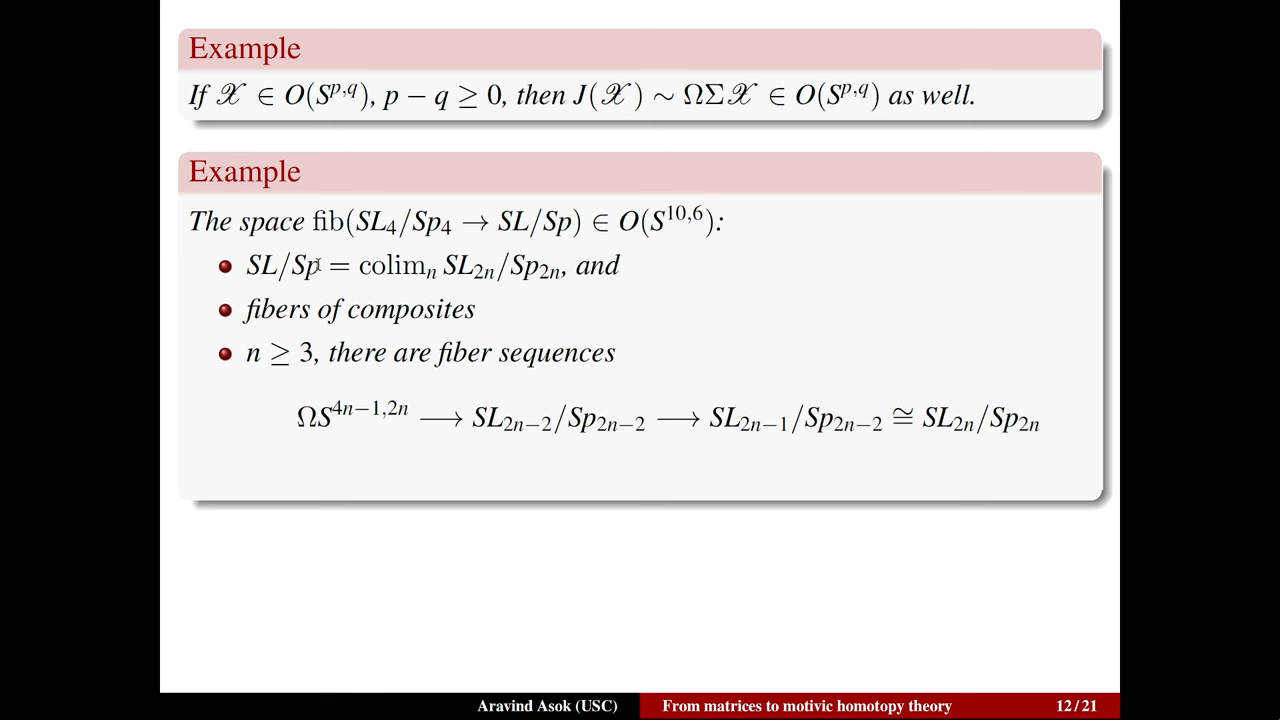 Example
If 𝒳 ∈ O(S^{p,q}), p − q ≥ 0, then J(𝒳) ∼ ΩΣ𝒳 ∈ O(S^{p,q}) as well.
Example
The space fib(SL₄/Sp₄ → SL/Sp) ∈ O(S^{10,6}):
SL/Sp = colim_n SL_{2n}/Sp_{2n}, and
fibers of composites
n ≥ 3, there are fiber sequences
ΩS^{4n−1,2n} ⟶ SL_{2n−2}/Sp_{2n−2} ⟶ SL_{2n−1}/Sp_{2n−2} ≅ SL_{2n}/Sp_{2n}
Aravind Asok (USC) From matrices to motivic homotopy theory 12/21